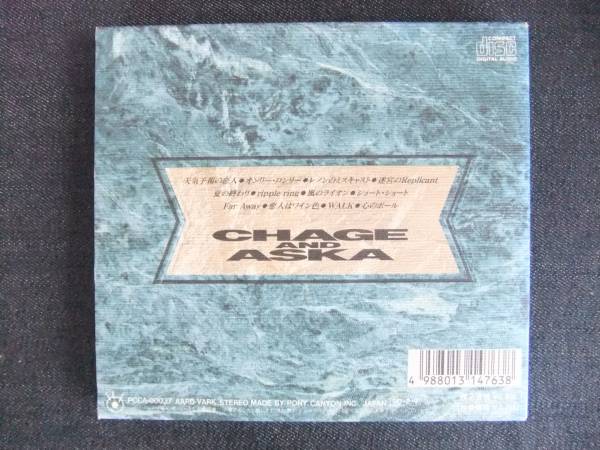 COMPACT
DISC
DIGITAL AUDIO
天気予報の恋人●オンリー・ロンリー●レノンのミスキャスト●迷宮のReplicant
夏の終わり●ripple ring●風のライオン●ショート・ショート
Far Away●恋人はワイン色●WALK●心のボール
CHAGE
AND
ASKA
4 988013 147638
PCCA-00037 AARD-VARK STEREO MADE BY PONY CANYON INC. JAPAN